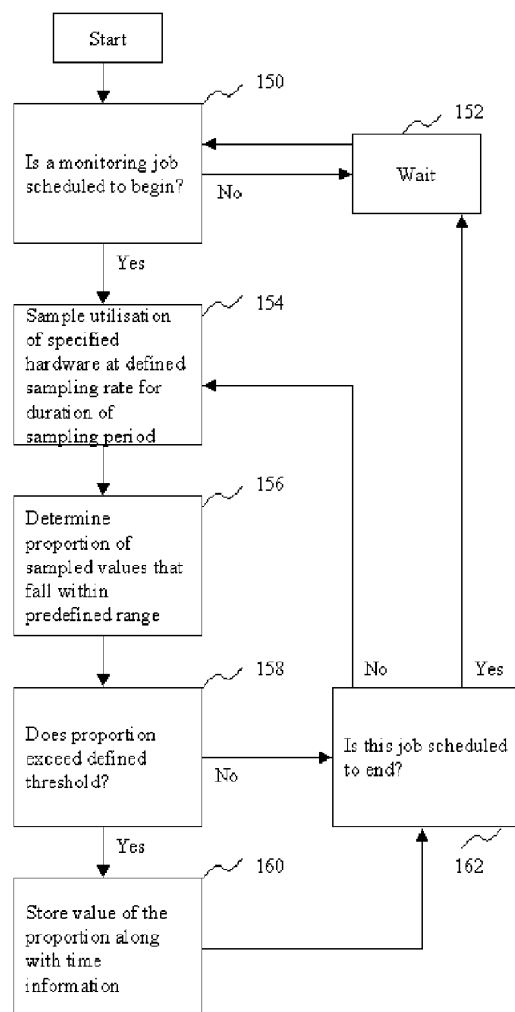 Start
150
Is a monitoring job
scheduled to begin?
No
152
Wait
Yes
154
Sample utilisation
of specified
hardware at defined
sampling rate for
duration of
sampling period
156
Determine
proportion of
sampled values that
fall within
predefined range
158
Does proportion
exceed defined
threshold?
No
No
Yes
Is this job scheduled
to end?
162
Yes
160
Store value of the
proportion along
with time
information